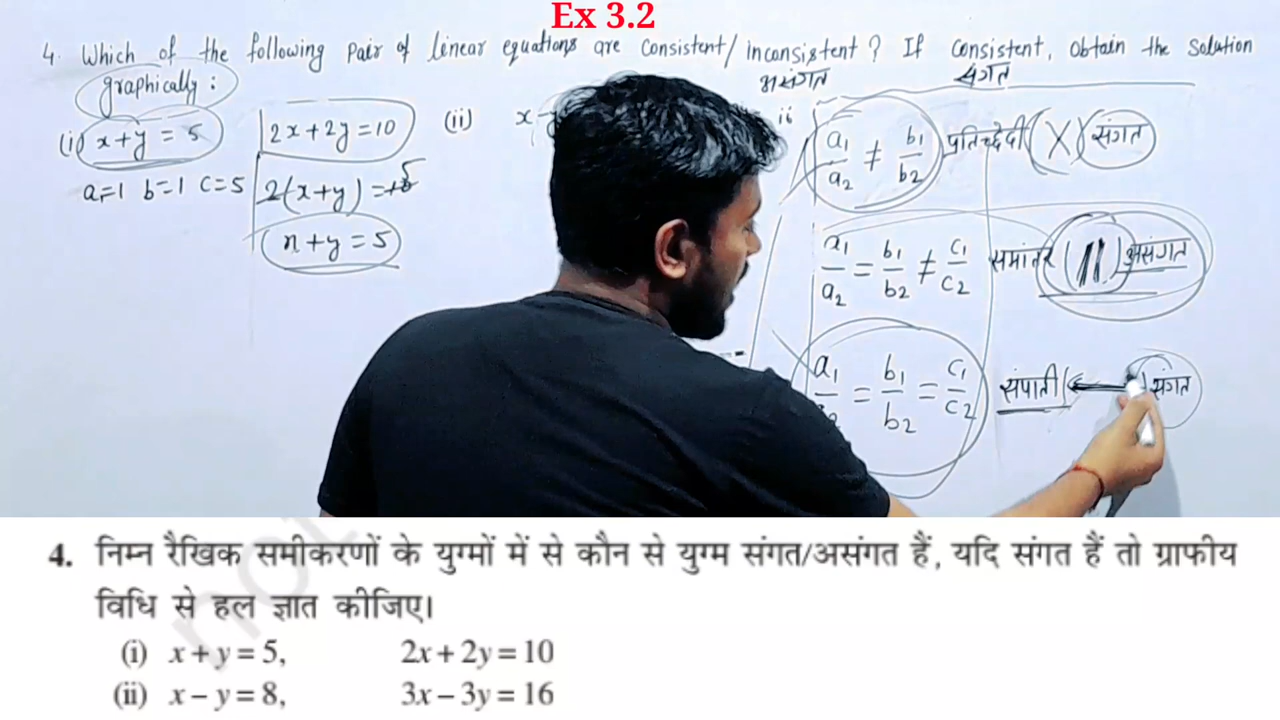 Ex 3.2
4. Which of the following pair of linear equations are consistent/inconsistent? If consistent, obtain the solution
असंगत संगत
graphically:
(i) x+y=5 2x+2y=10 (ii) x-
a₁=1 b=1 c=5 2(x+y)=
x+y=5
ii
a₁/a₂ ≠ b₁/b₂ प्रतिच्छेदी (X) संगत
a₁/a₂ = b₁/b₂ ≠ c₁/c₂ समांतर (||) असंगत
a₁ = b₁/b₂ = c₁/c₂ संपाती ( ) संगत
4. निम्न रैखिक समीकरणों के युग्मों में से कौन से युग्म संगत/असंगत हैं, यदि संगत हैं तो ग्राफीय
विधि से हल ज्ञात कीजिए।
(i) x + y = 5, 2x + 2y = 10
(ii) x – y = 8, 3x – 3y = 16
not